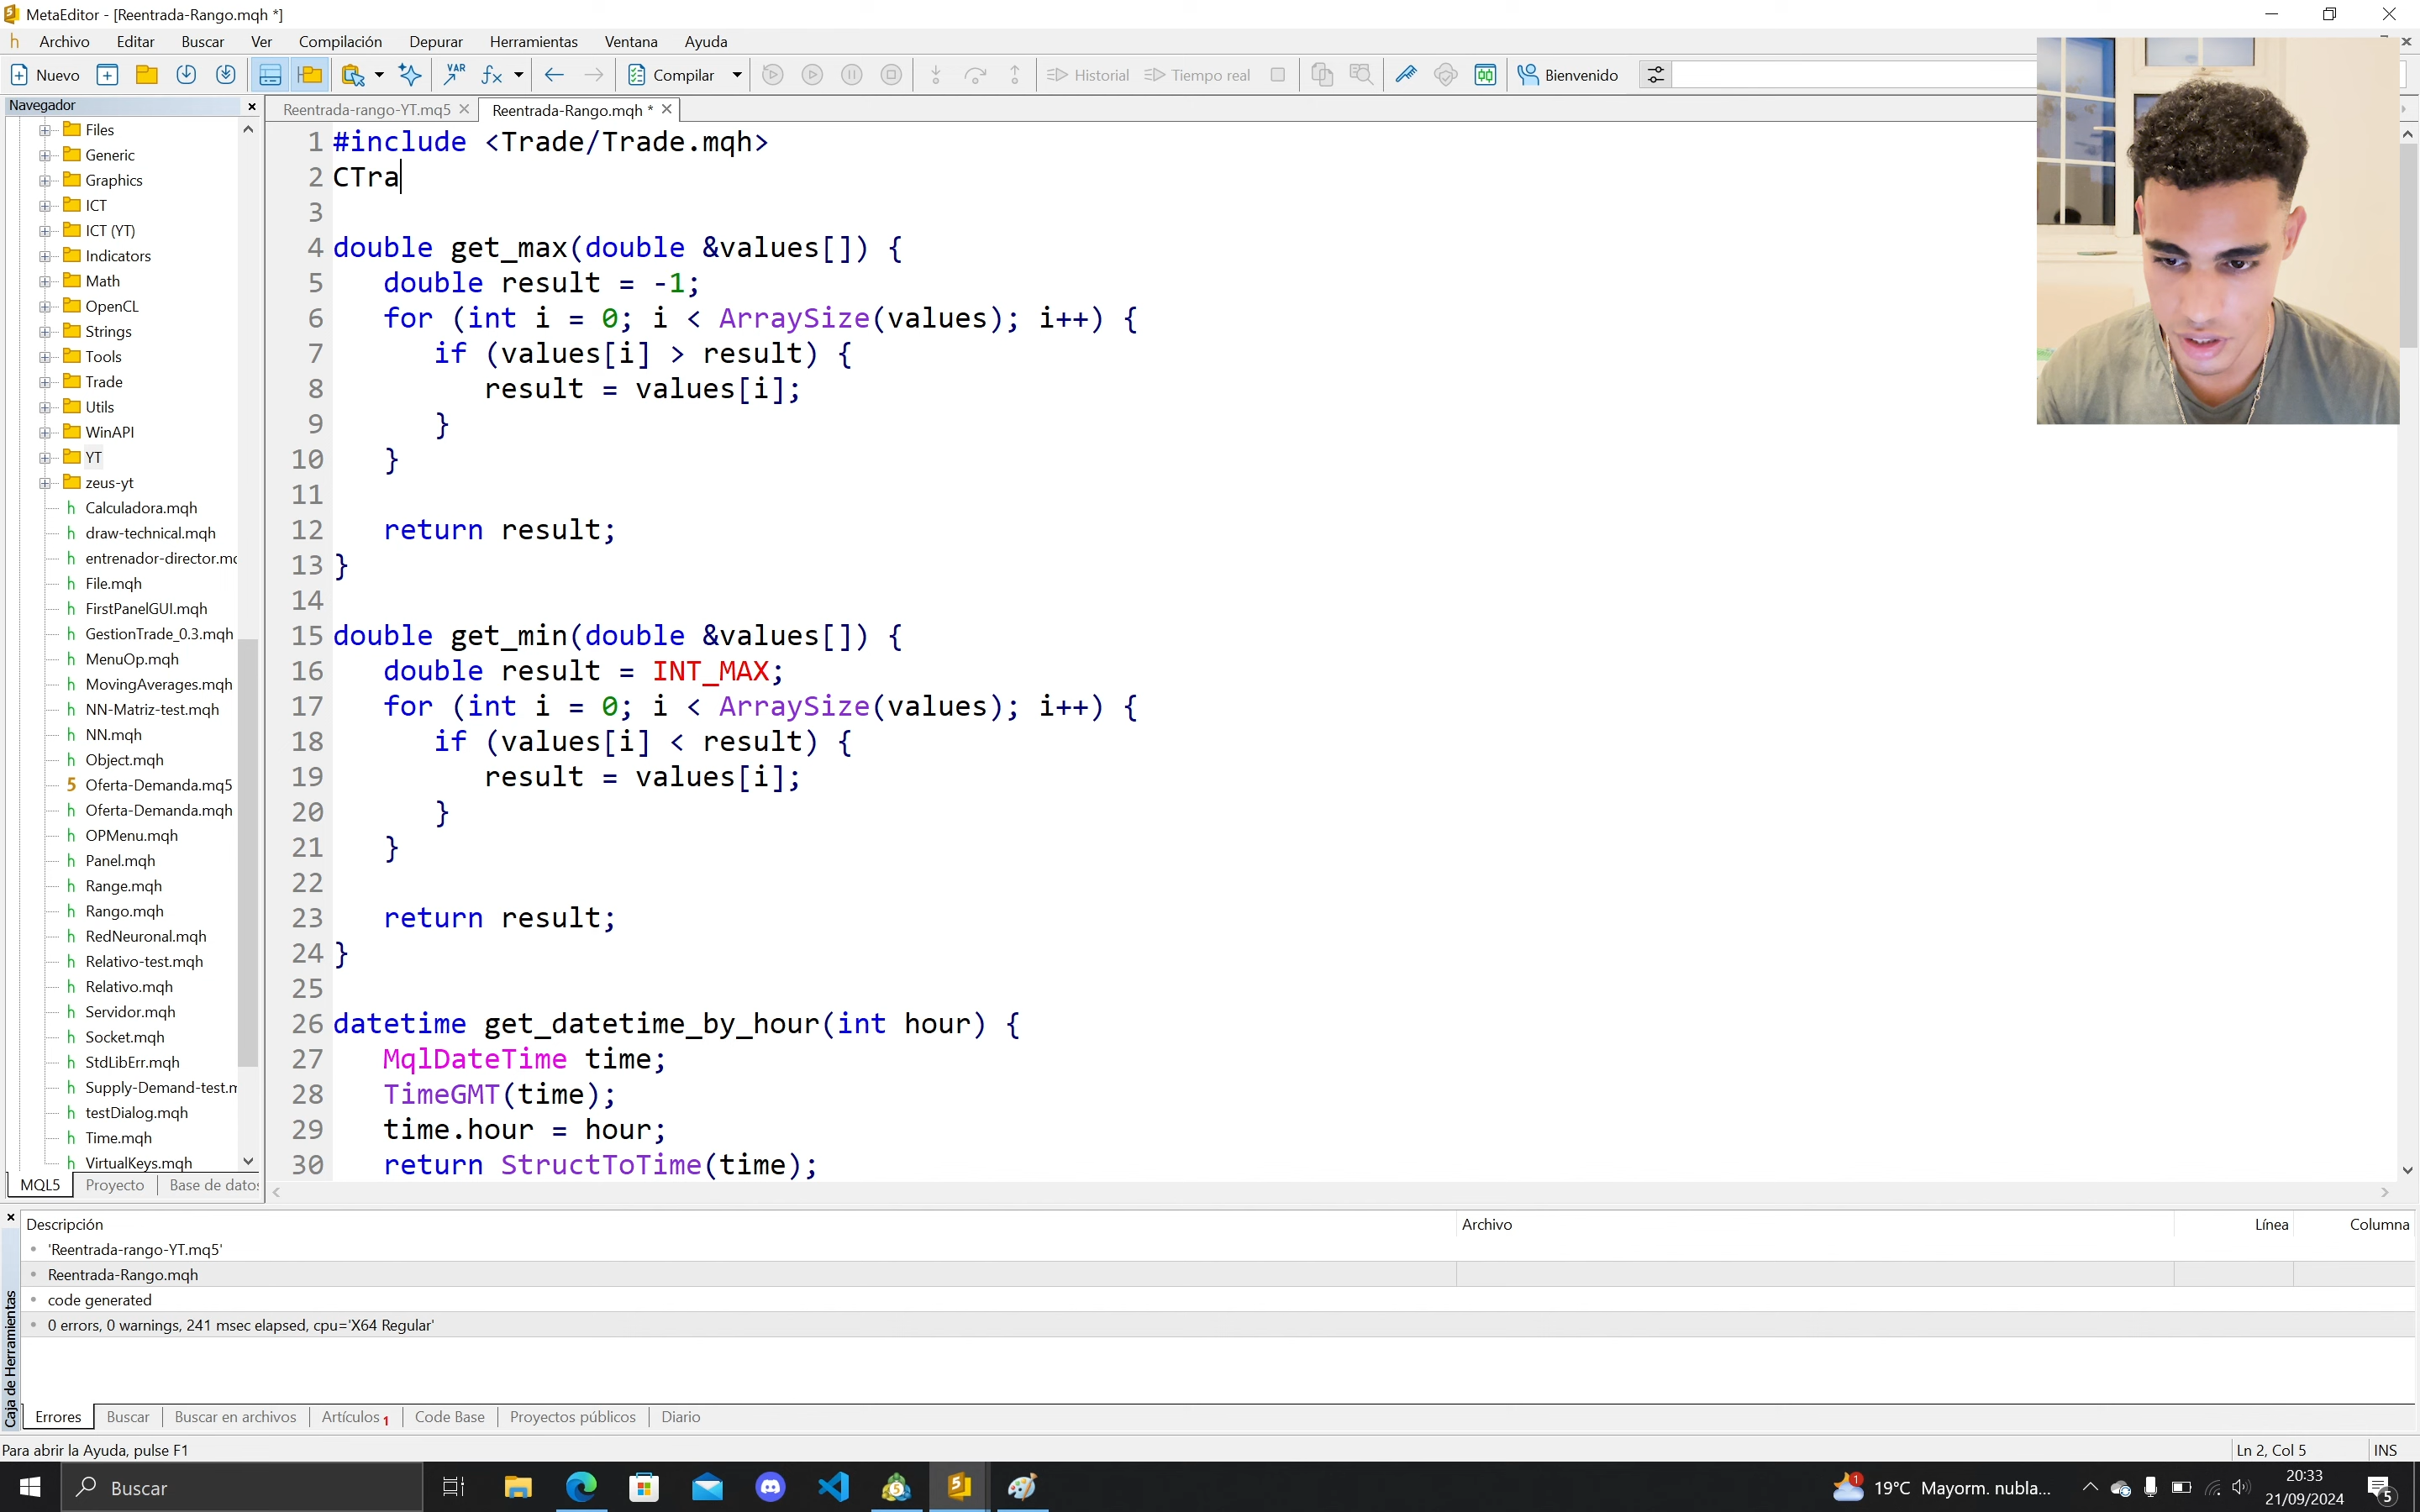 MetaEditor - [Reentrada-Rango.mqh *]
Archivo Editar Buscar Ver Compilación Depurar Herramientas Ventana Ayuda
Nuevo VAR fx Compilar Historial Tiempo real Bienvenido
Navegador
Reentrada-rango-YT.mq5 Reentrada-Rango.mqh *
Files
Generic
Graphics
ICT
ICT (YT)
Indicators
Math
OpenCL
Strings
Tools
Trade
Utils
WinAPI
YT
zeus-yt
Calculadora.mqh
draw-technical.mqh
entrenador-director.mq
File.mqh
FirstPanelGUI.mqh
GestionTrade_0.3.mqh
MenuOp.mqh
MovingAverages.mqh
NN-Matriz-test.mqh
NN.mqh
Object.mqh
Oferta-Demanda.mq5
Oferta-Demanda.mqh
OPMenu.mqh
Panel.mqh
Range.mqh
Rango.mqh
RedNeuronal.mqh
Relativo-test.mqh
Relativo.mqh
Servidor.mqh
Socket.mqh
StdLibErr.mqh
Supply-Demand-test.m
testDialog.mqh
Time.mqh
VirtualKeys.mqh
MQL5 Proyecto Base de datos
1 #include <Trade/Trade.mqh>
2 CTra
3
4 double get_max(double &values[]) {
5 double result = -1;
6 for (int i = 0; i < ArraySize(values); i++) {
7 if (values[i] > result) {
8 result = values[i];
9 }
10 }
11
12 return result;
13 }
14
15 double get_min(double &values[]) {
16 double result = INT_MAX;
17 for (int i = 0; i < ArraySize(values); i++) {
18 if (values[i] < result) {
19 result = values[i];
20 }
21 }
22
23 return result;
24 }
25
26 datetime get_datetime_by_hour(int hour) {
27 MqlDateTime time;
28 TimeGMT(time);
29 time.hour = hour;
30 return StructToTime(time);
Descripción Archivo Línea Columna
'Reentrada-rango-YT.mq5'
Reentrada-Rango.mqh
code generated
0 errors, 0 warnings, 241 msec elapsed, cpu='X64 Regular'
Caja de Herramientas
Errores Buscar Buscar en archivos Artículos 1 Code Base Proyectos públicos Diario
Para abrir la Ayuda, pulse F1 Ln 2, Col 5 INS
Buscar 1 19°C Mayorm. nubla... 20:33
21/09/2024 5